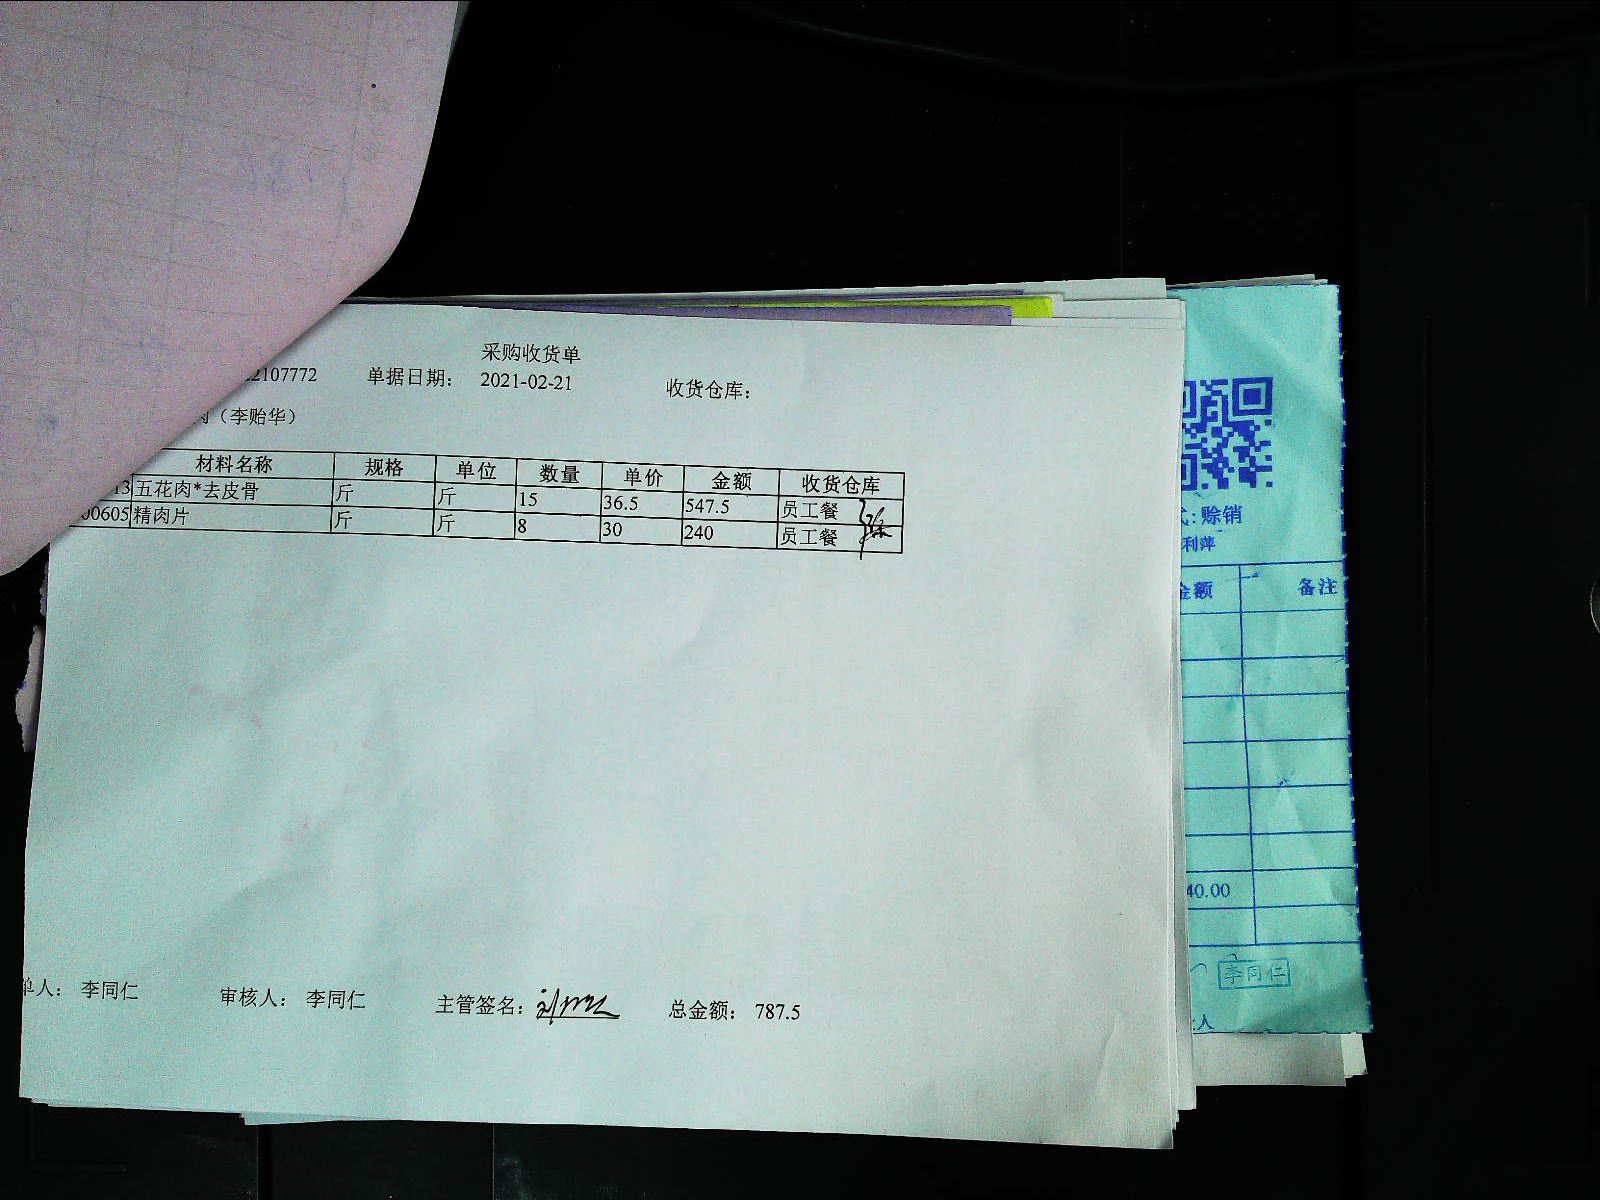 采购收货单
22107772 单据日期： 2021-02-21 收货仓库：
（李贻华）
材料名称 规格 单位 数量 单价 金额 收货仓库
13 五花肉*去皮骨 斤 斤 15 36.5 547.5 员工餐
00605 精肉片 斤 斤 8 30 240 员工餐
单人： 李同仁 审核人： 李同仁 主管签名： 总金额： 787.5
式:赊销
利萍
金额 备注
40.00
李同仁
人